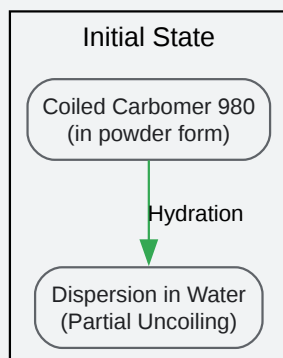 Initial State
Coiled Carbomer 980
(in powder form)
Hydration
Dispersion in Water
(Partial Uncoiling)